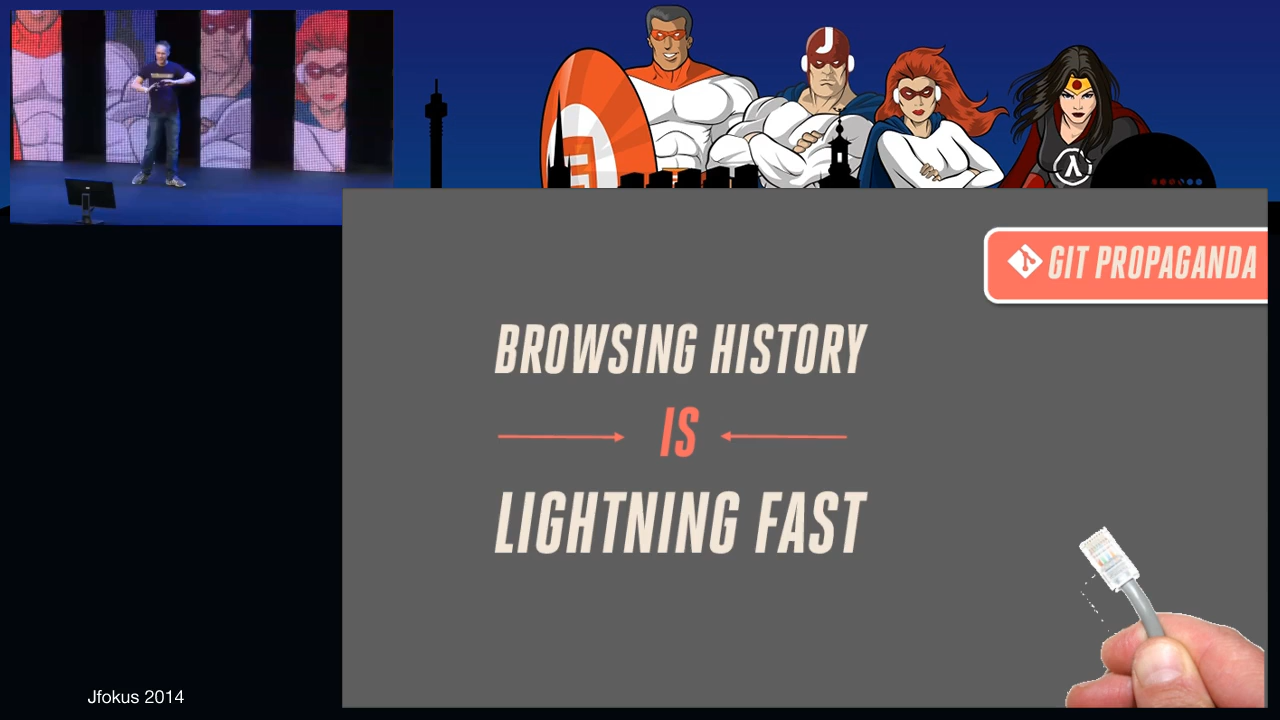 GIT PROPAGANDA
BROWSING HISTORY
IS
LIGHTNING FAST
Jfokus 2014